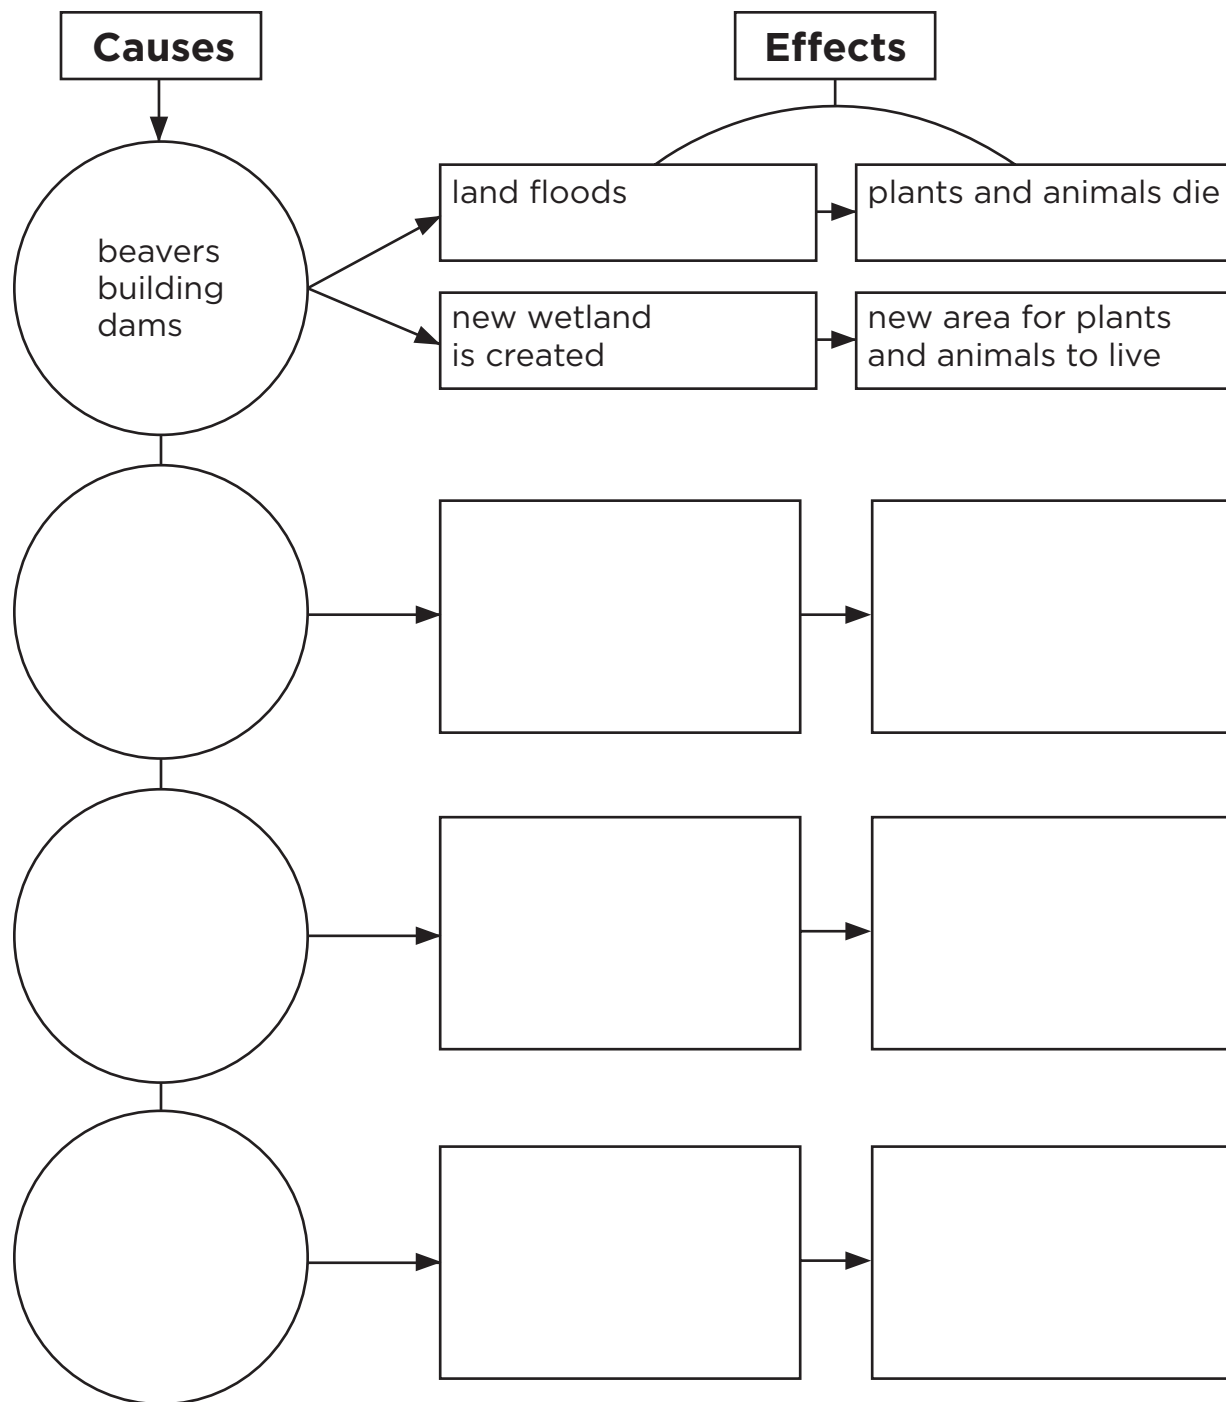 Causes
Effects
beavers
building
dams
land floods
plants and animals die
new wetland
is created
new area for plants
and animals to live